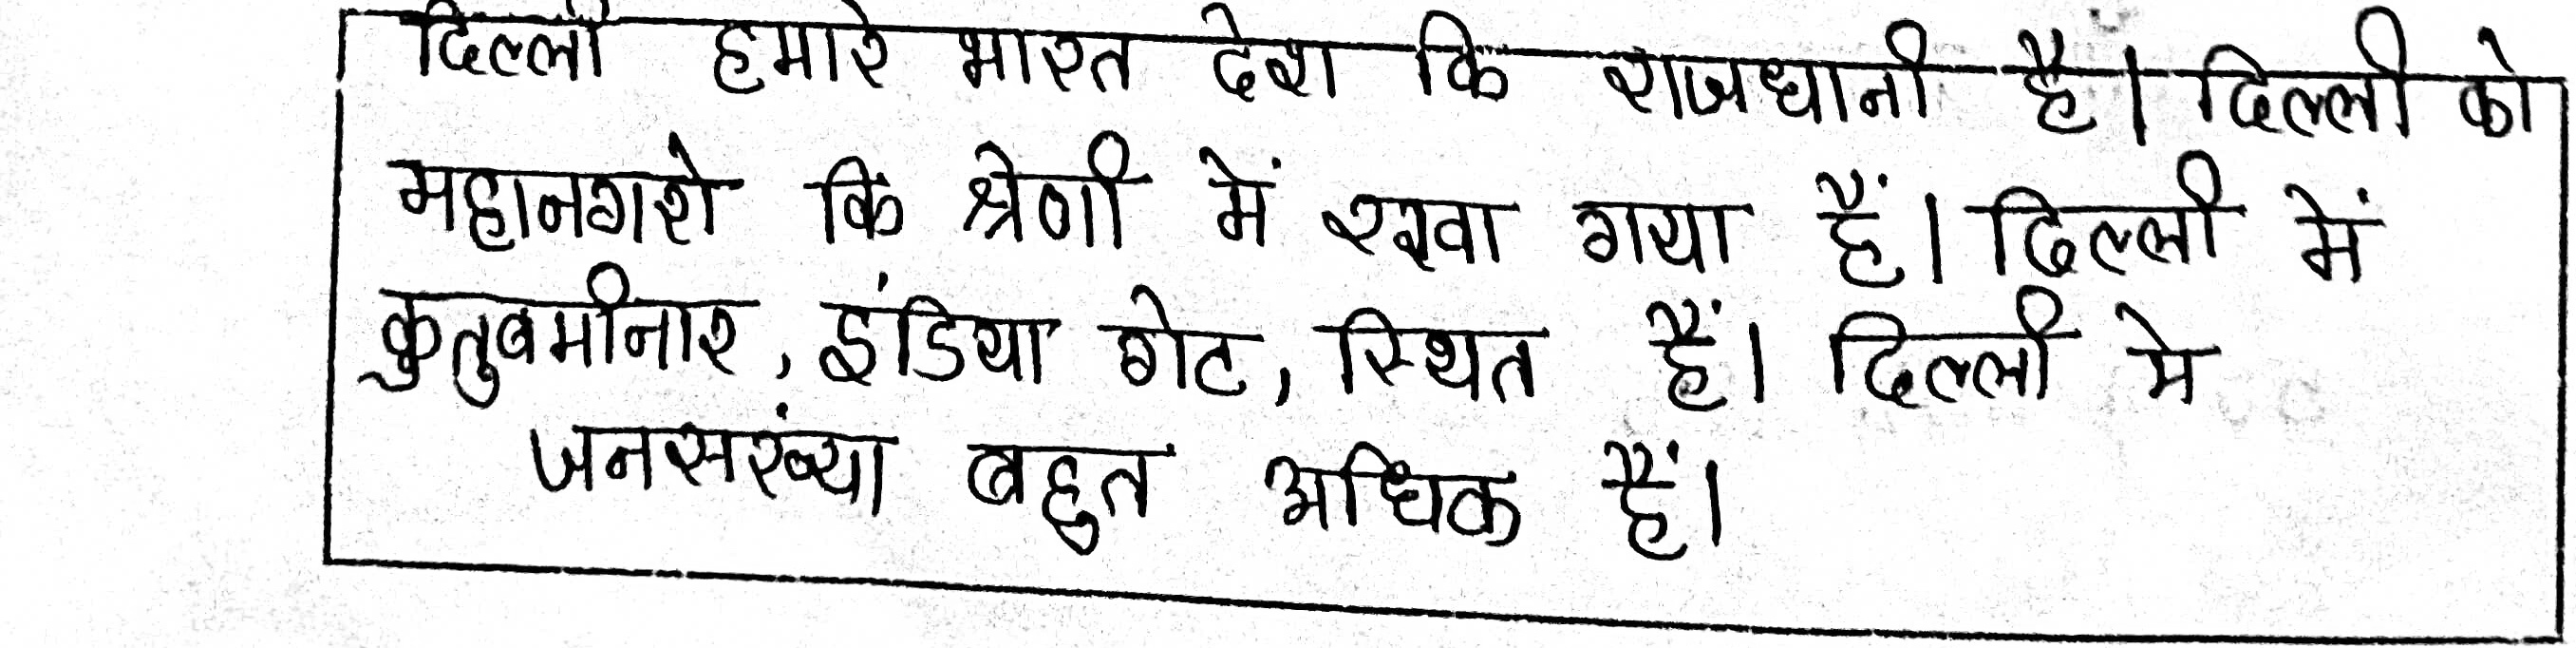 दिल्ली हमारे भारत देश कि राजधानी है। दिल्ली को
महानगरो कि श्रेणी में रखा गया हैं। दिल्ली में
कुतुबमीनार, इंडिया गेट, स्थित हैं। दिल्ली मे
जनसंख्या बहुत अधिक हैं।